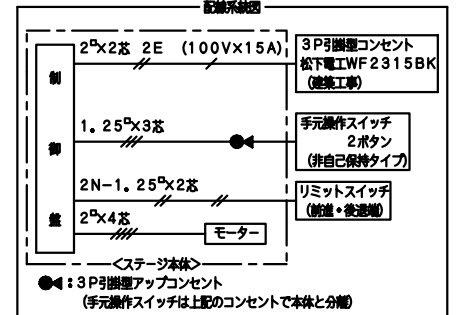 配線系統図
2□×2芯 2E (100V×15A)
3P引掛型コンセント
松下電工WF2315BK
(建築工事)
制
御
盤
1．25□×3芯
手元操作スイッチ
2ボタン
(非自己保持タイプ)
2N-1．25□×2芯
リミットスイッチ
(前進・後退端)
2□×4芯
モーター
<ステージ本体>
：3P引掛型アップコンセント
(手元操作スイッチは上記のコンセントで本体と分離)